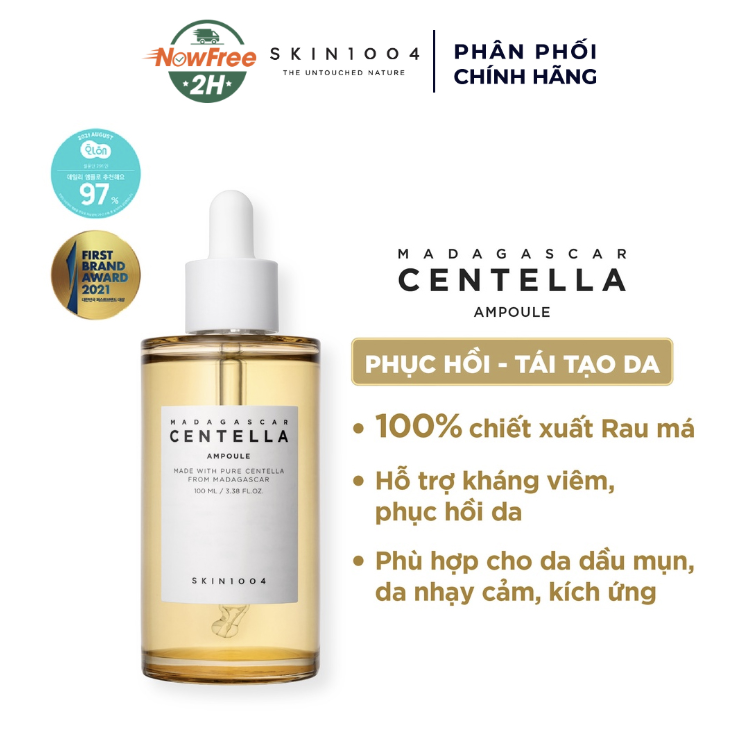 NowFree
2H
SKIN1004
THE UNTOUCHED NATURE
PHÂN PHỐI
CHÍNH HÃNG
2021 AUGUST
97%
FIRST
BRAND
AWARD
2021
MADAGASCAR
CENTELLA
AMPOULE
PHỤC HỒI - TÁI TẠO DA
• 100% chiết xuất Rau má
• Hỗ trợ kháng viêm,
phục hồi da
• Phù hợp cho da dầu mụn,
da nhạy cảm, kích ứng
MADAGASCAR
CENTELLA
AMPOULE
MADE WITH PURE CENTELLA
FROM MADAGASCAR
100 ML / 3.38 FL.OZ.
SKIN1004